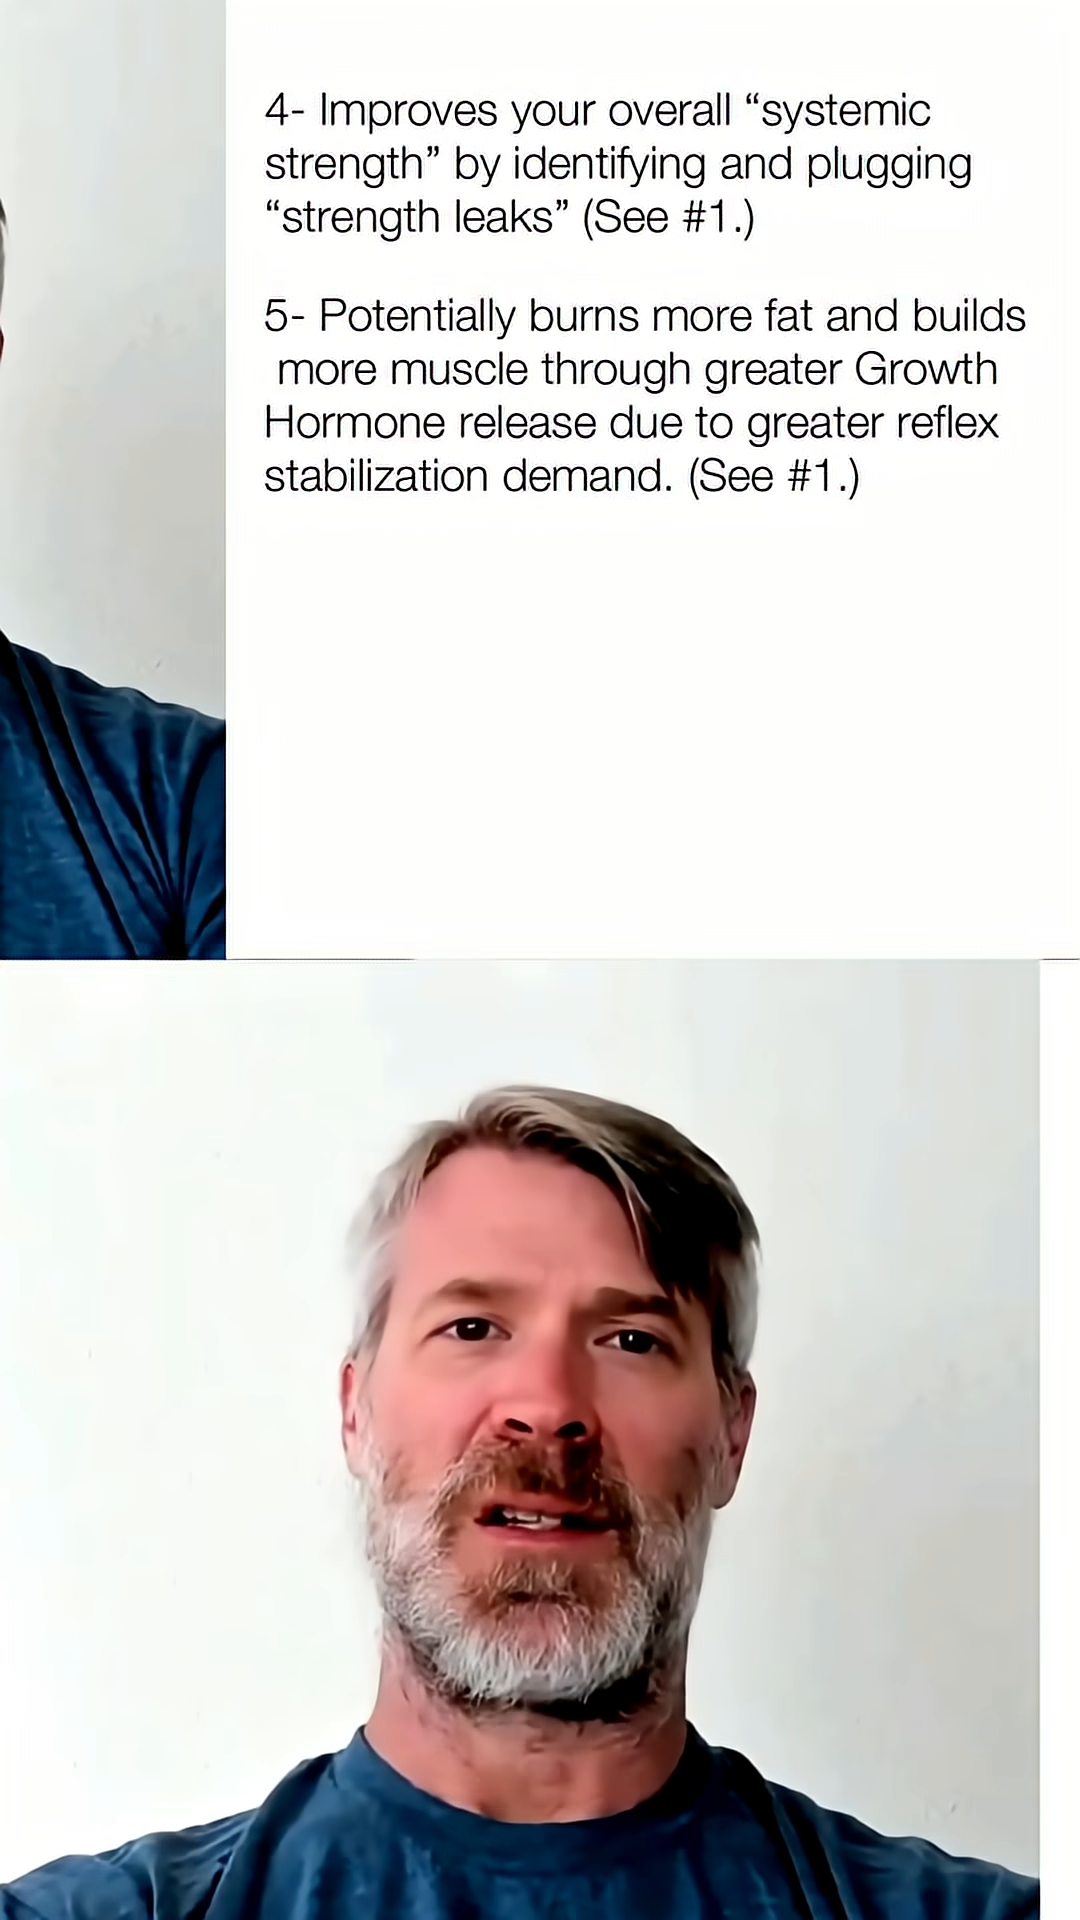 4- Improves your overall “systemic
strength” by identifying and plugging
“strength leaks” (See #1.)
5- Potentially burns more fat and builds
more muscle through greater Growth
Hormone release due to greater reflex
stabilization demand. (See #1.)